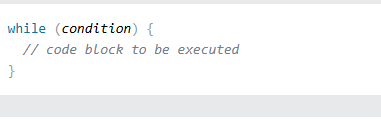 while (condition) {
  // code block to be executed
}